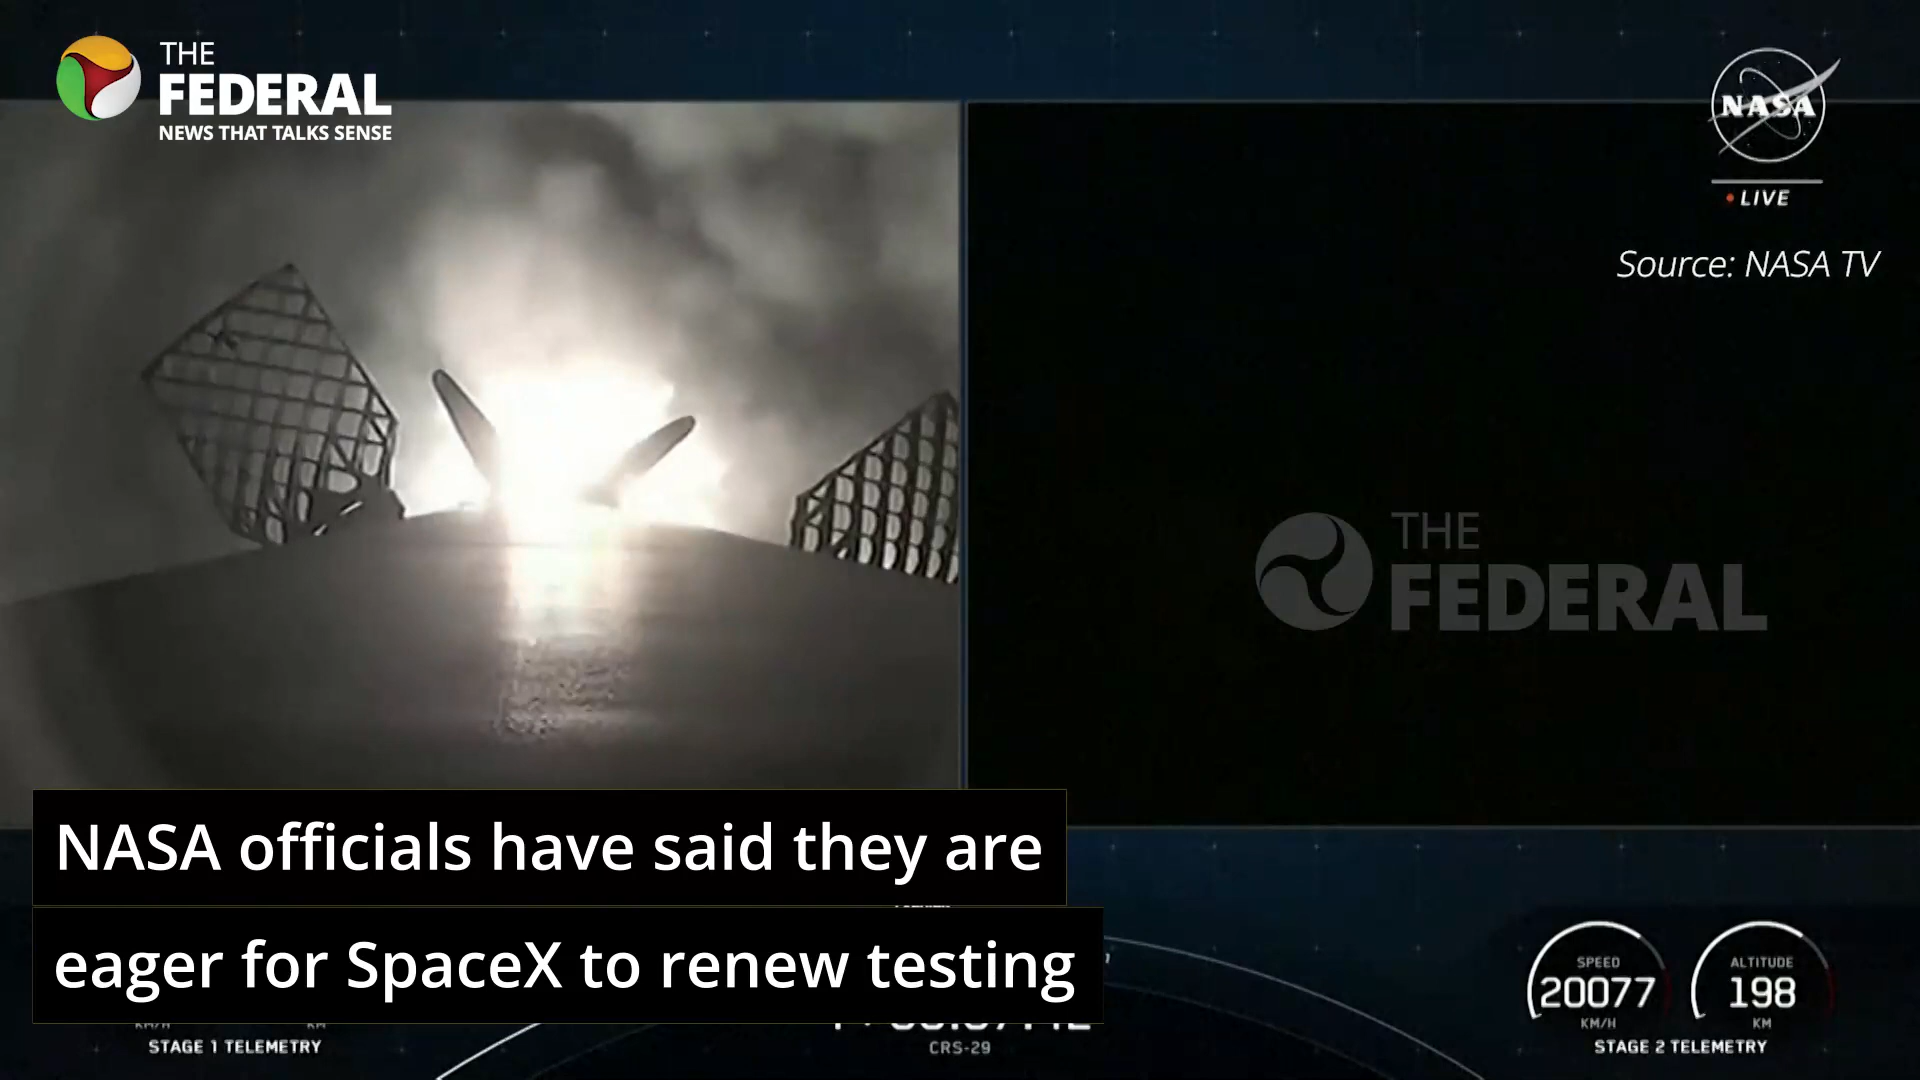 THE
FEDERAL
NEWS THAT TALKS SENSE
NASA
LIVE
Source: NASA TV
THE
FEDERAL
NASA officials have said they are
eager for SpaceX to renew testing
STAGE 1 TELEMETRY
CRS-29
SPEED
20077
KM/H
ALTITUDE
198
KM
STAGE 2 TELEMETRY